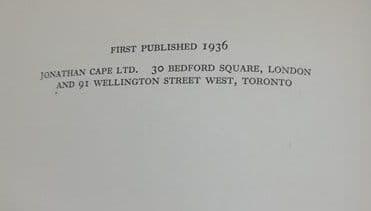 FIRST PUBLISHED 1936
JONATHAN CAPE LTD. 30 BEDFORD SQUARE, LONDON
AND 91 WELLINGTON STREET WEST, TORONTO